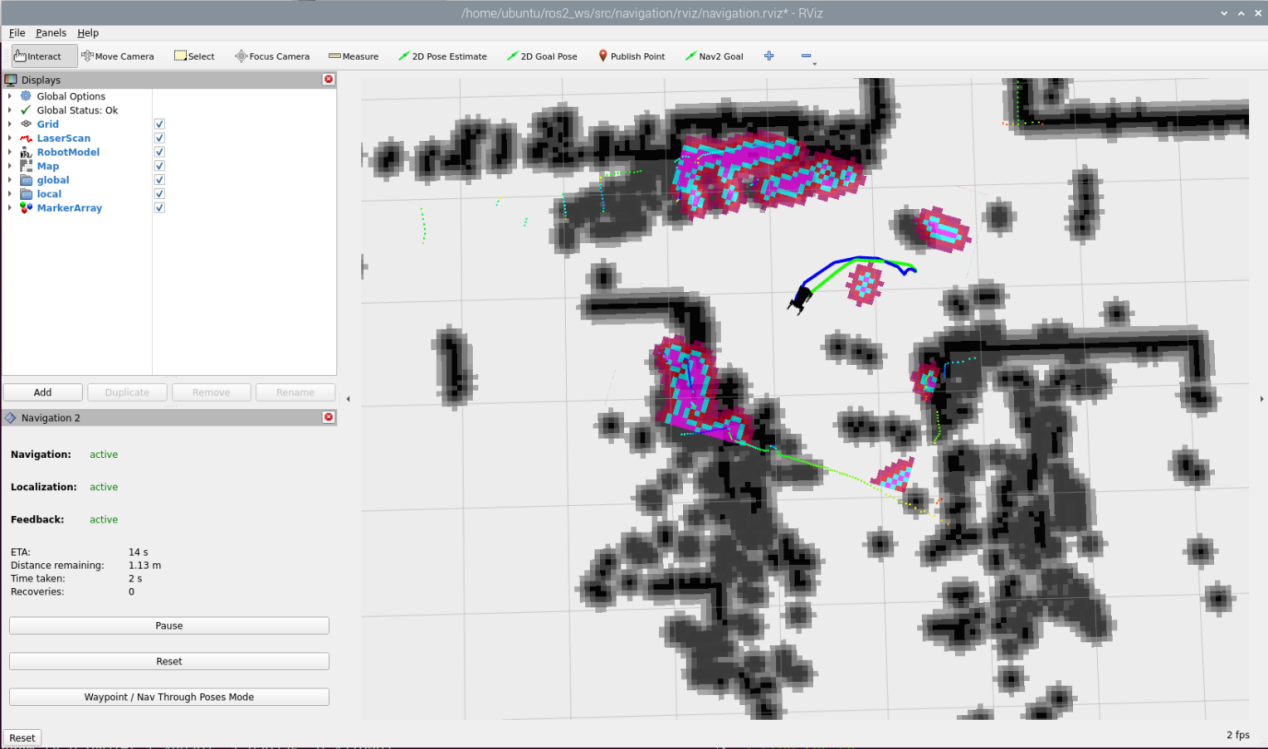 /home/ubuntu/ros2_ws/src/navigation/rviz/navigation.rviz* - RViz
File Panels Help
Interact Move Camera Select Focus Camera Measure 2D Pose Estimate 2D Goal Pose Publish Point Nav2 Goal
Displays
Global Options
Global Status: Ok
Grid
LaserScan
RobotModel
Map
global
local
MarkerArray
Add Duplicate Remove Rename
Navigation 2
Navigation: active
Localization: active
Feedback: active
ETA: 14 s
Distance remaining: 1.13 m
Time taken: 2 s
Recoveries: 0
Pause
Reset
Waypoint / Nav Through Poses Mode
Reset 2 fps